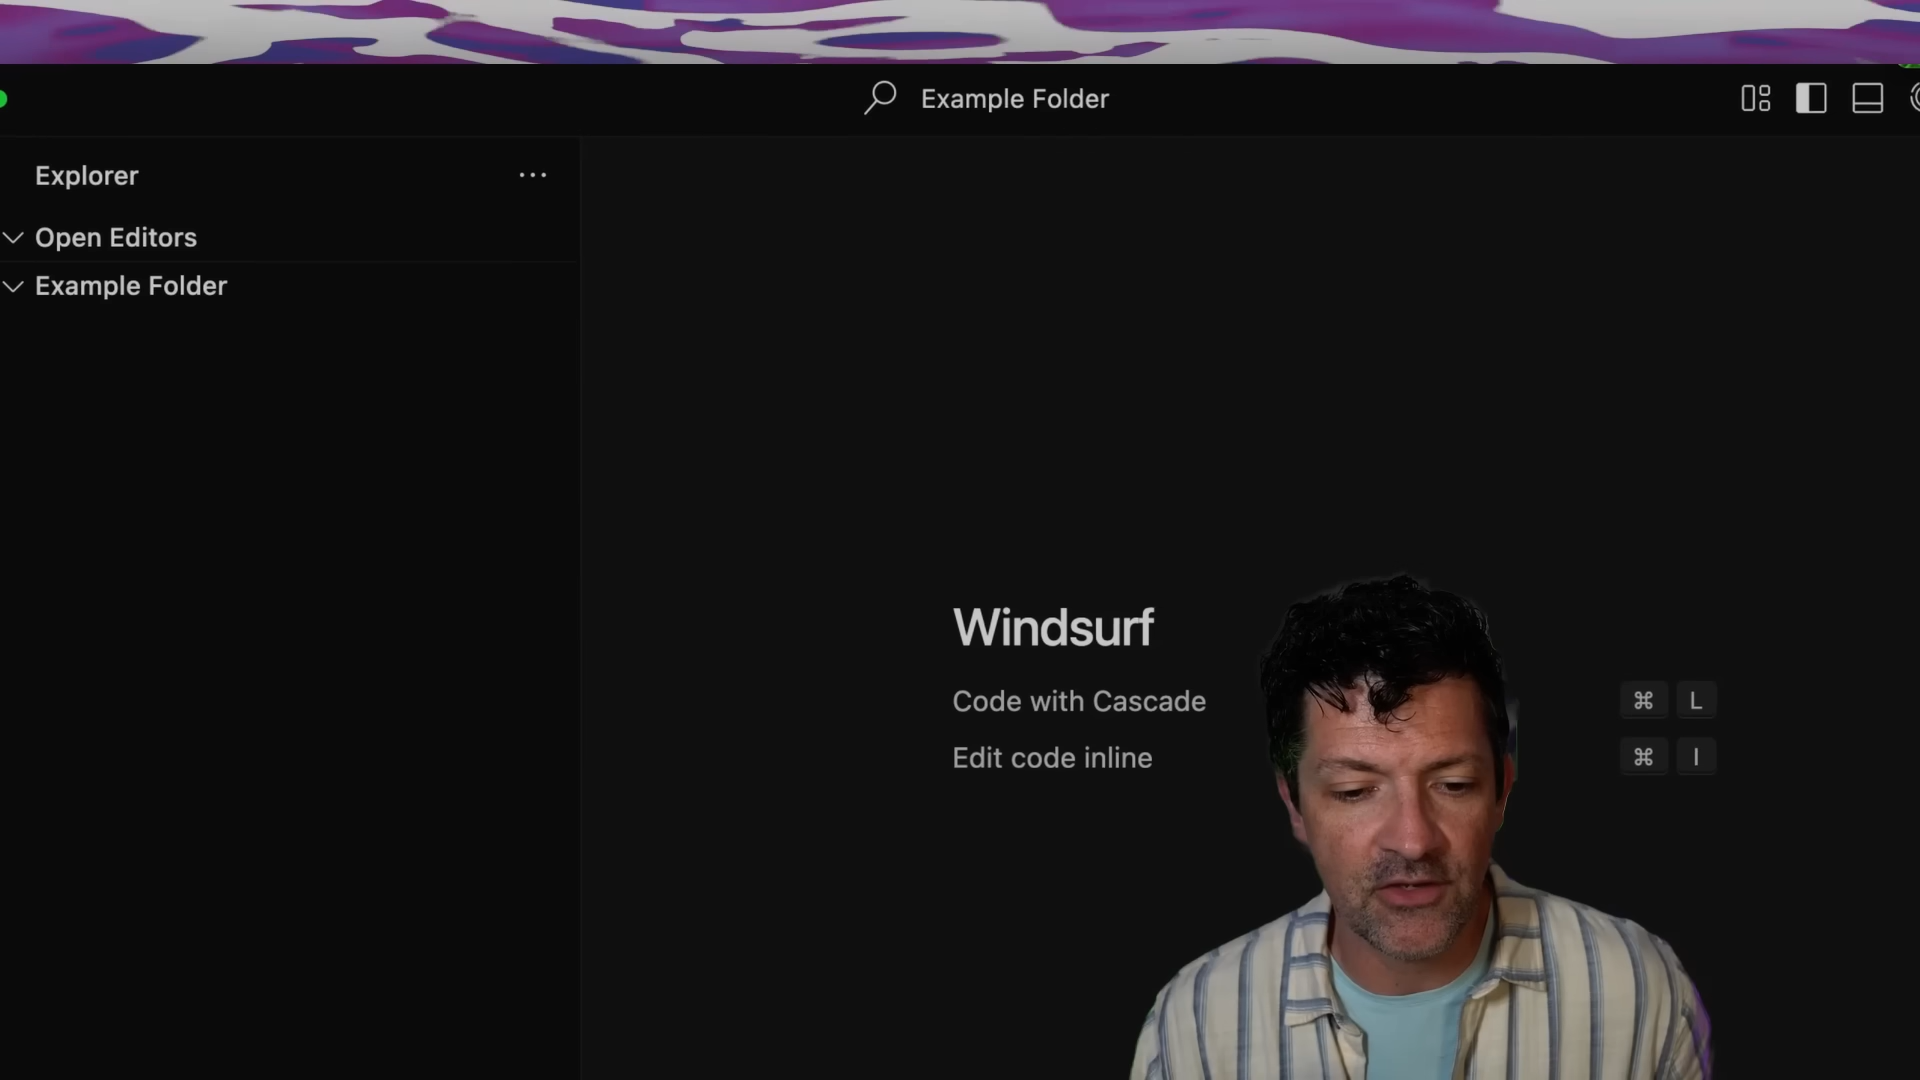 Example Folder
Explorer
Open Editors
Example Folder
Windsurf
Code with Cascade ⌘ L
Edit code inline ⌘ I